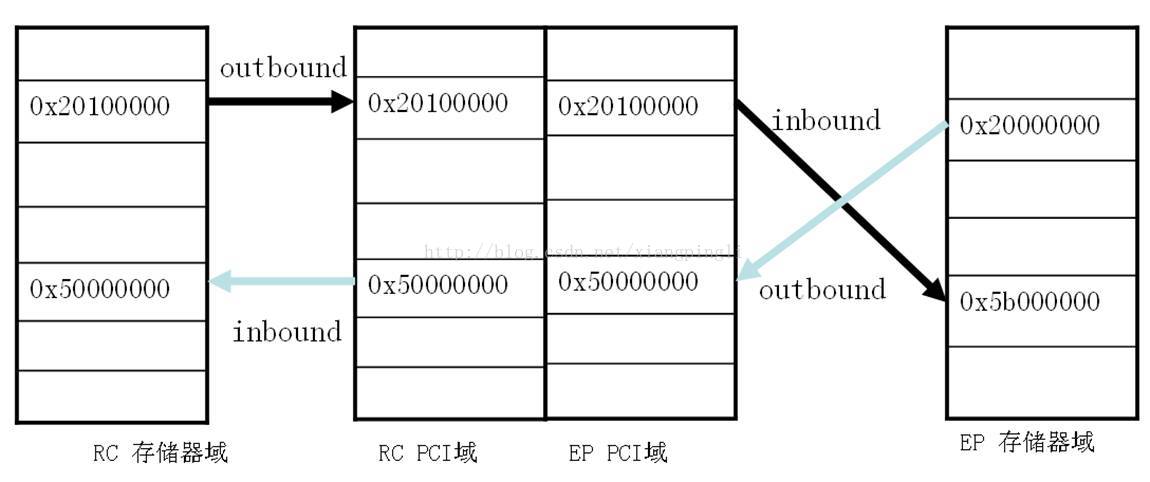 outbound
0x20100000
0x20100000
0x20100000
inbound
0x20000000
http://blog.csdn.net/xiangpingli
0x50000000
0x50000000
0x50000000
outbound
0x5b000000
inbound
RC 存储器域
RC PCI域
EP PCI域
EP 存储器域